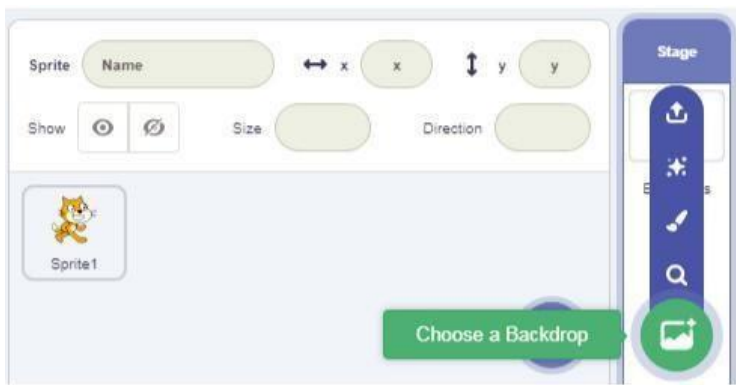 Sprite Name x x y y
Stage
Show Size Direction
Sprite1
Choose a Backdrop